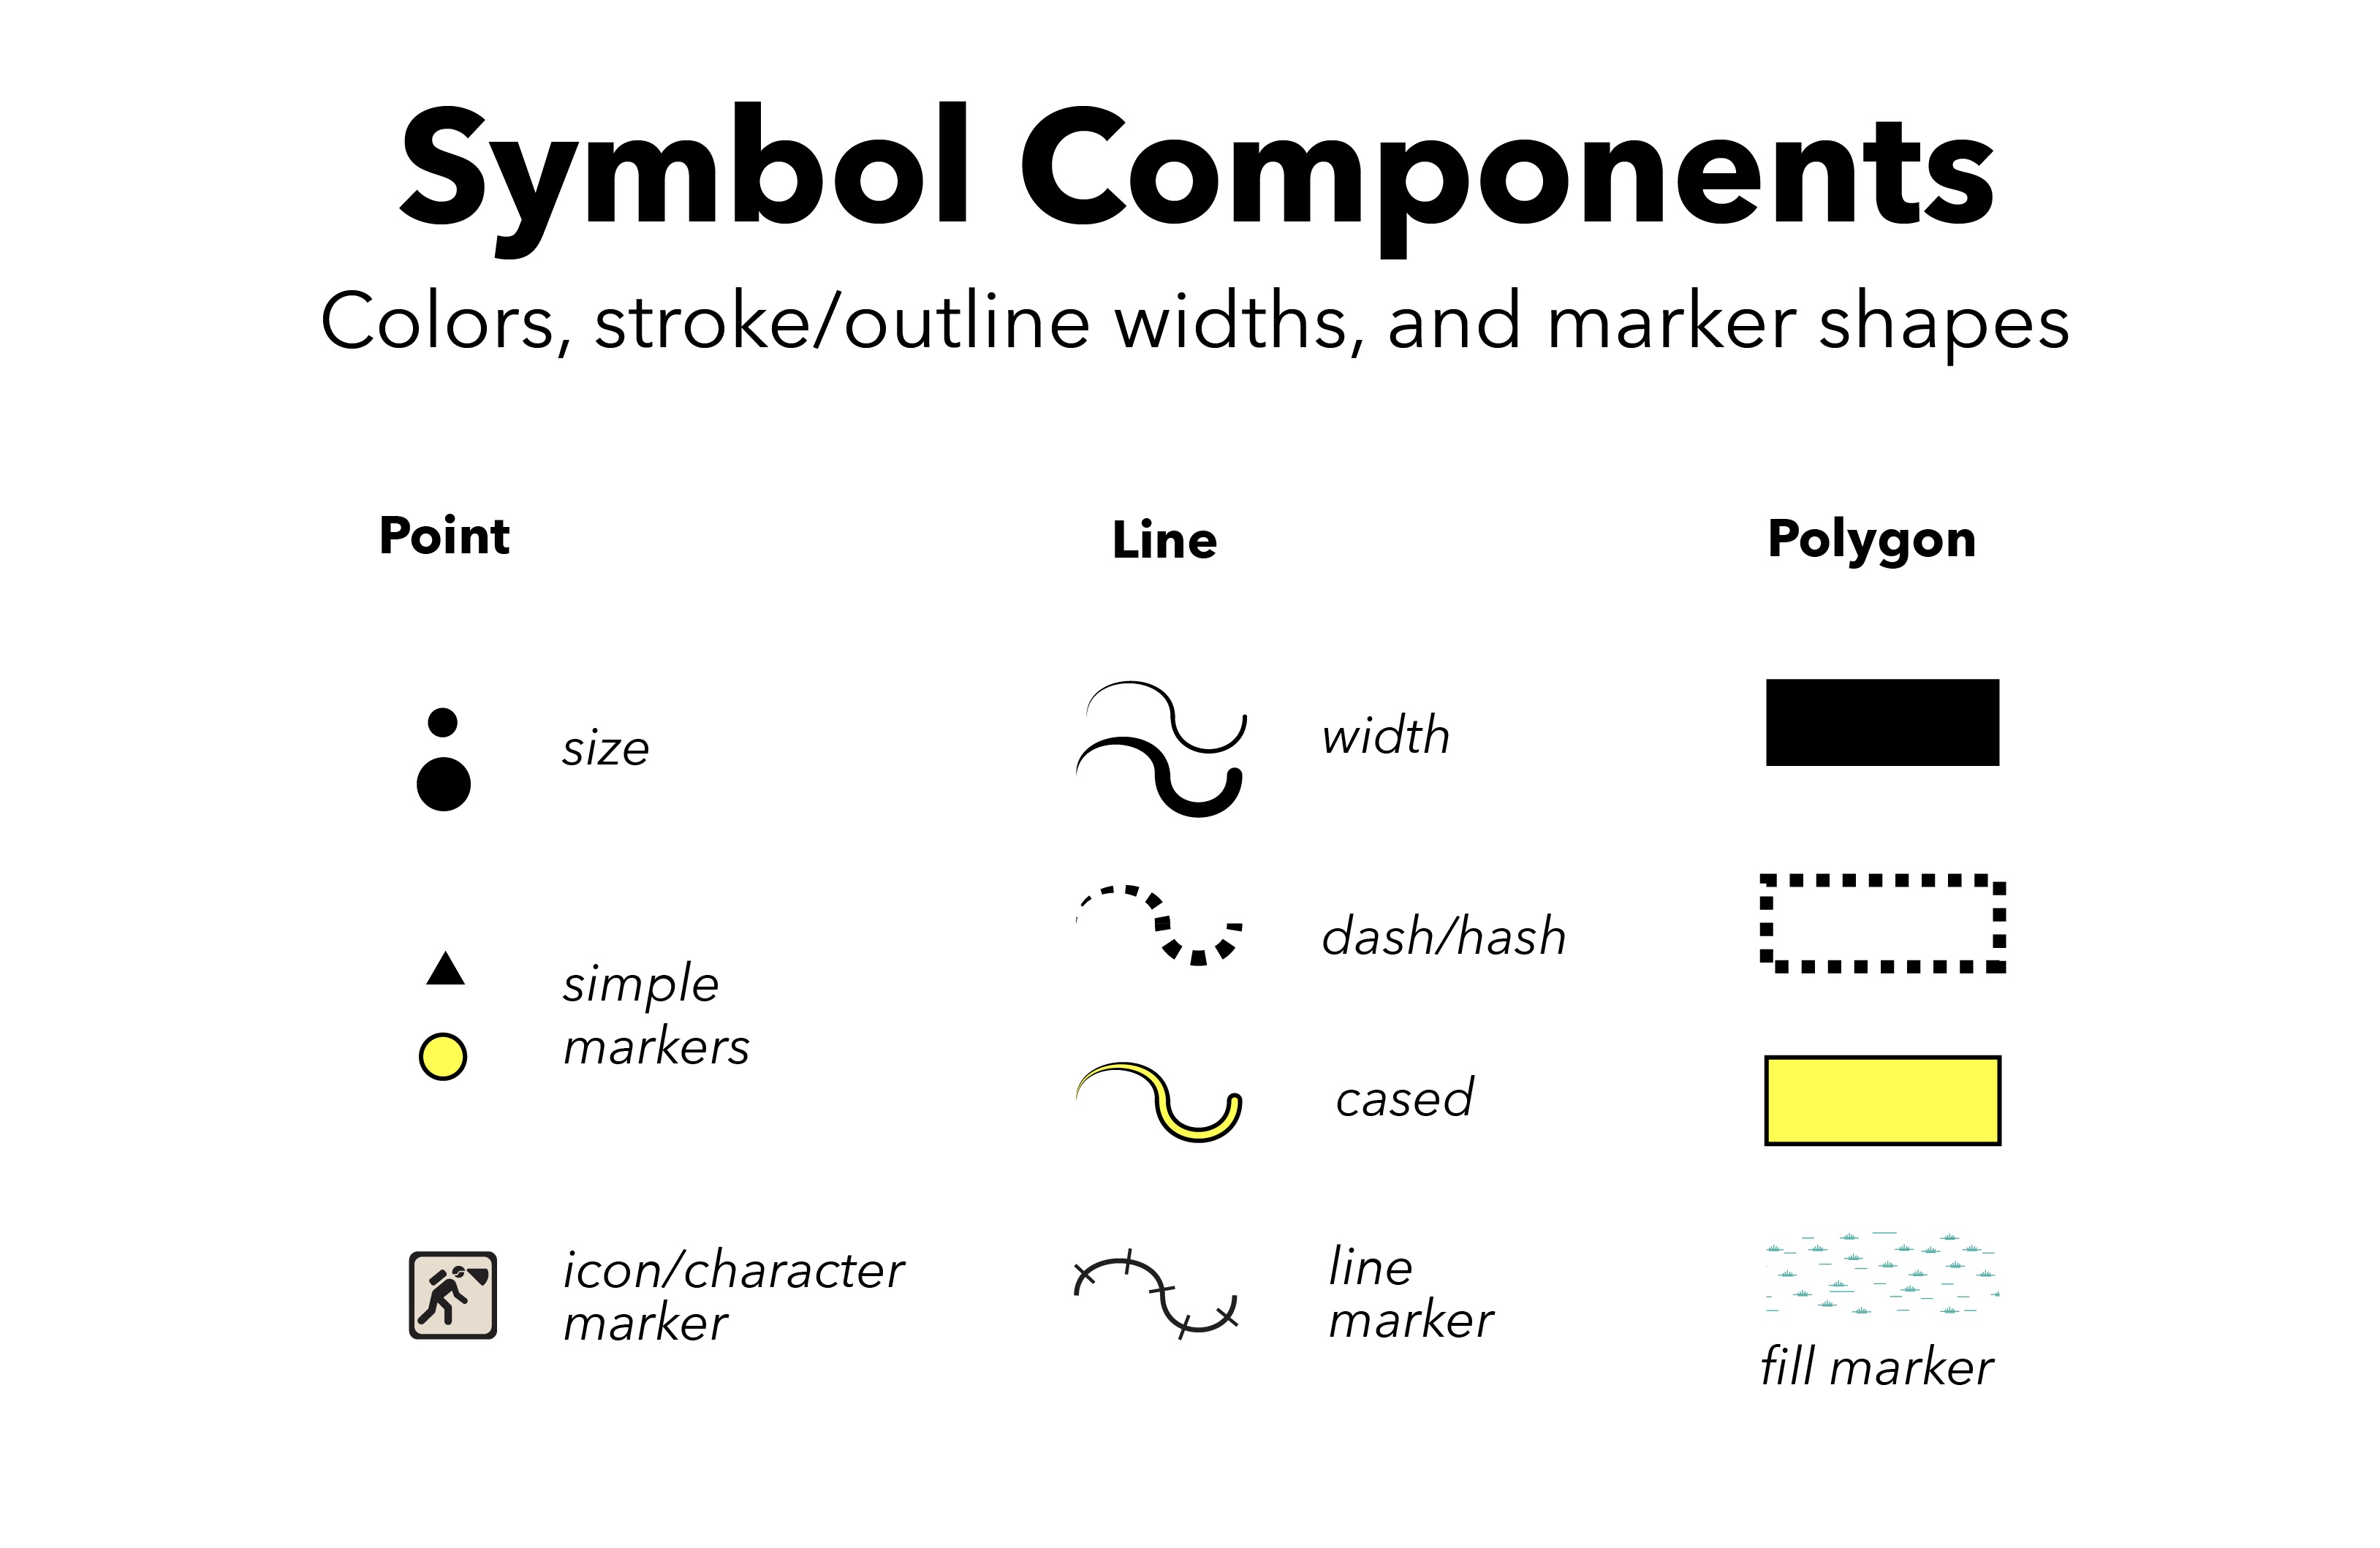 Symbol Components
Colors, stroke/outline widths, and marker shapes
Point
Line
Polygon
size
width
simple
markers
dash/hash
cased
icon/character
marker
line
marker
fill marker